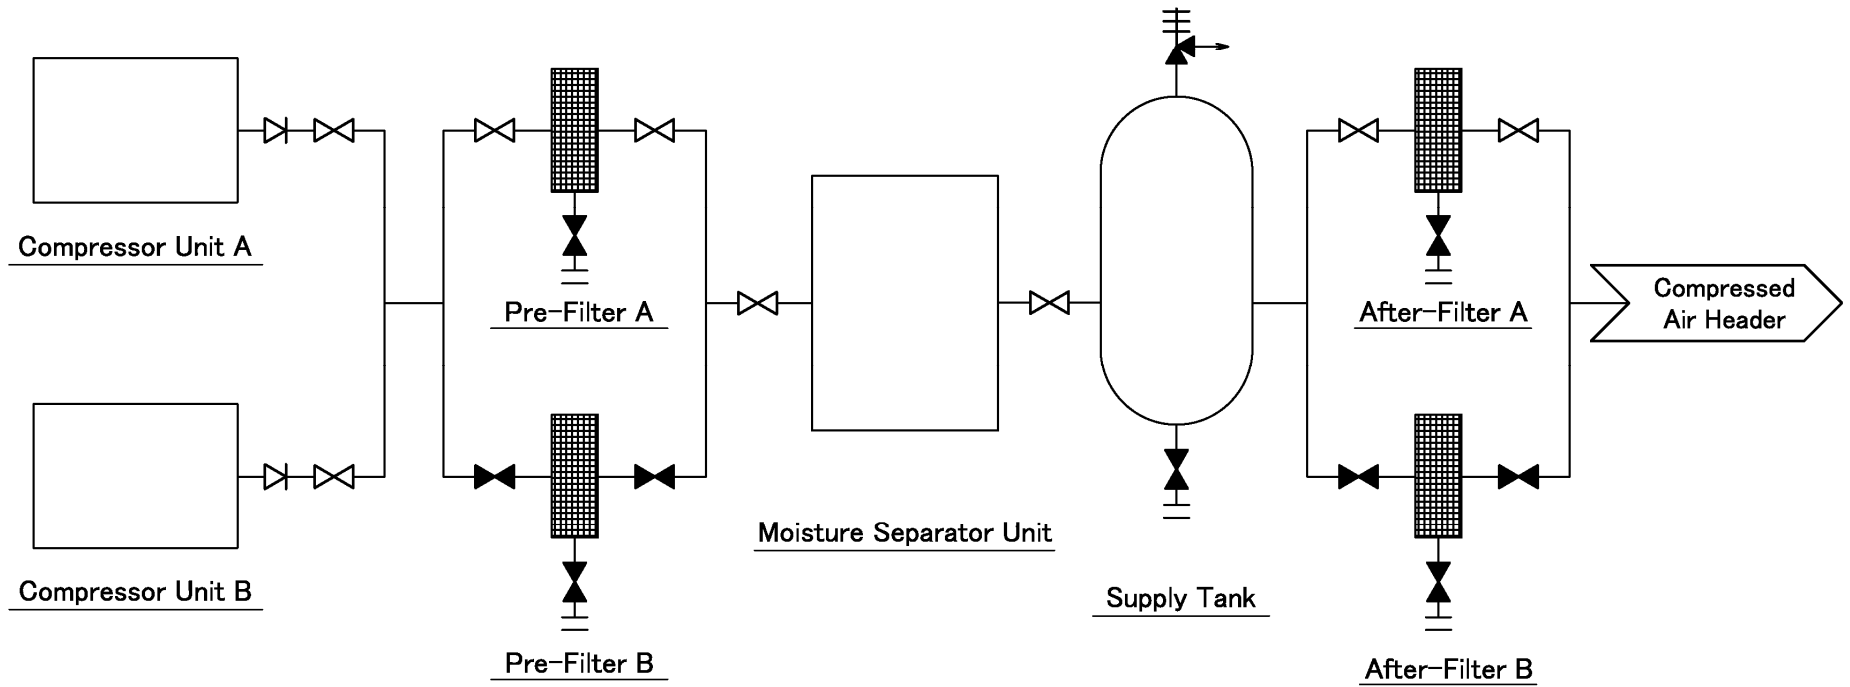 Compressor Unit A
Pre-Filter A
After-Filter A
Compressed
Air Header
Moisture Separator Unit
Compressor Unit B
Supply Tank
Pre-Filter B
After-Filter B